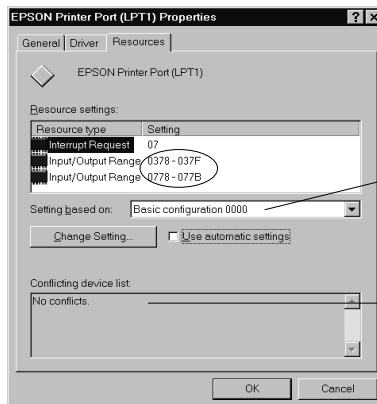 EPSON Printer Port (LPT1) Properties
General Driver Resources
EPSON Printer Port (LPT1)
Resource settings:
Resource type Setting
Interrupt Request 07
Input/Output Range 0378 - 037F
Input/Output Range 0778 - 077B
Setting based on: Basic configuration 0000
Change Setting... Use automatic settings
Conflicting device list:
No conflicts.
OK Cancel